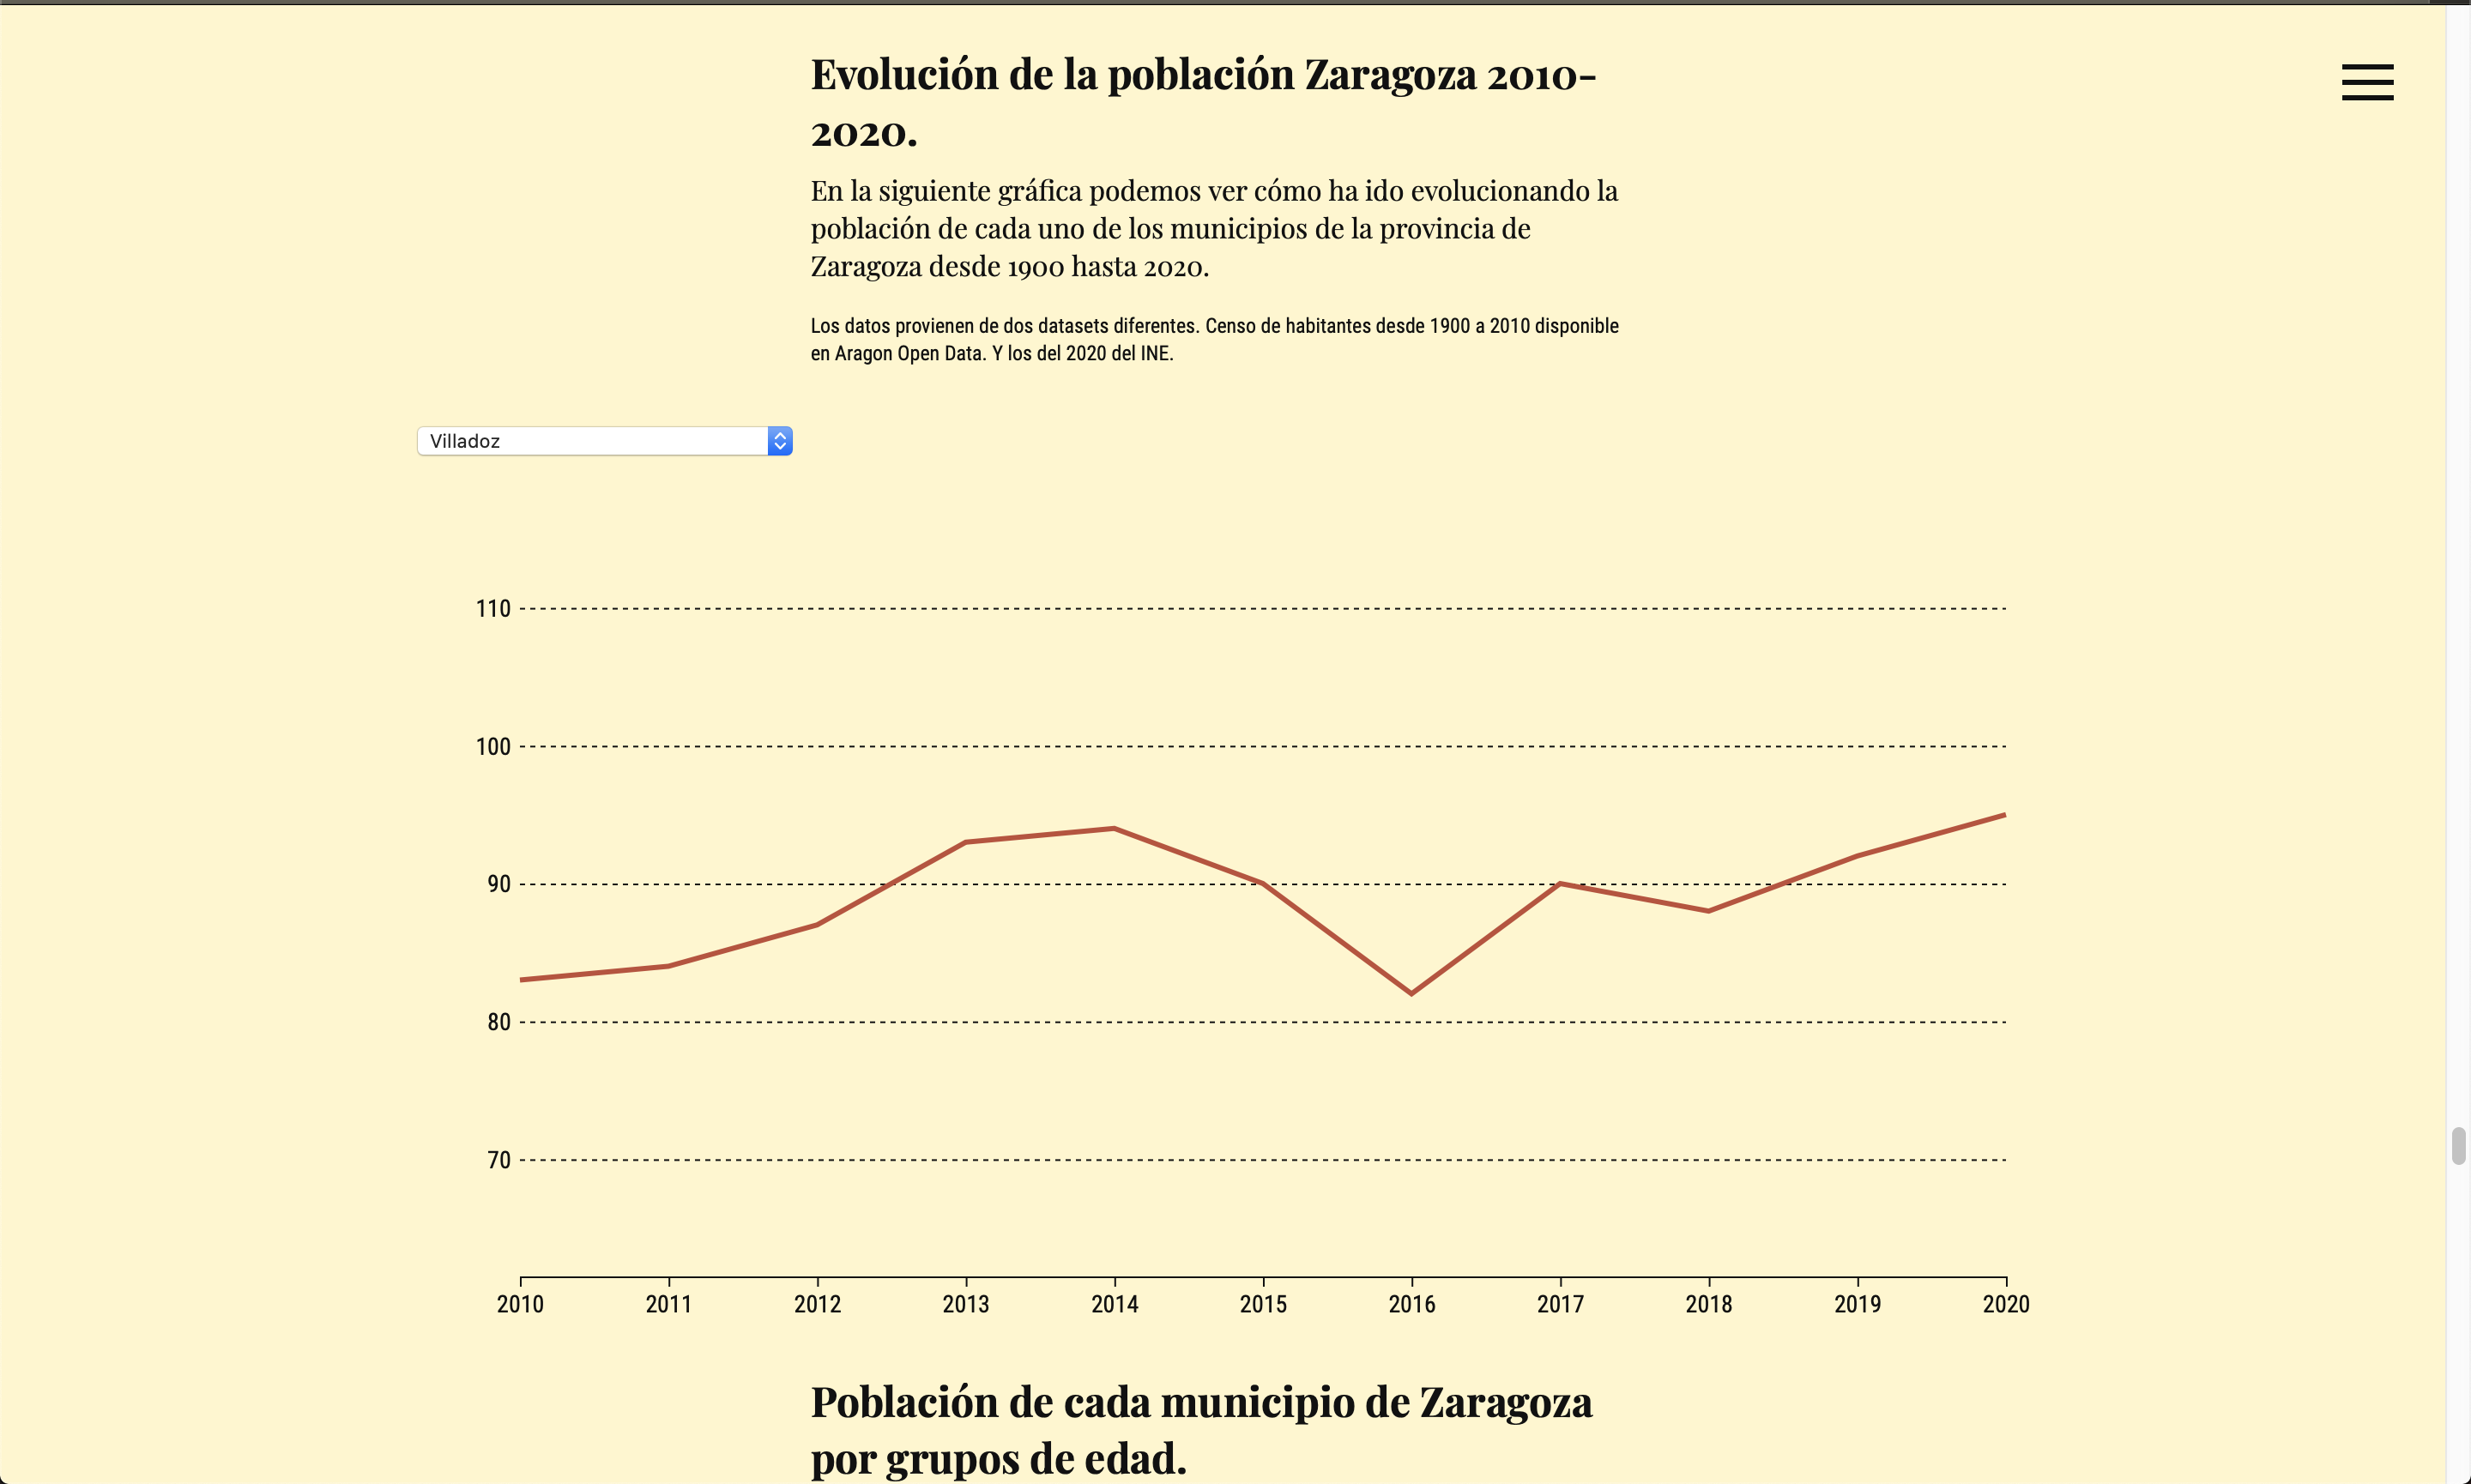 Evolución de la población Zaragoza 2010-
2020.
En la siguiente gráfica podemos ver cómo ha ido evolucionando la
población de cada uno de los municipios de la provincia de
Zaragoza desde 1900 hasta 2020.
Los datos provienen de dos datasets diferentes. Censo de habitantes desde 1900 a 2010 disponible
en Aragon Open Data. Y los del 2020 del INE.
Villadoz
110
100
90
80
70
2010 2011 2012 2013 2014 2015 2016 2017 2018 2019 2020
Población de cada municipio de Zaragoza
por grupos de edad.